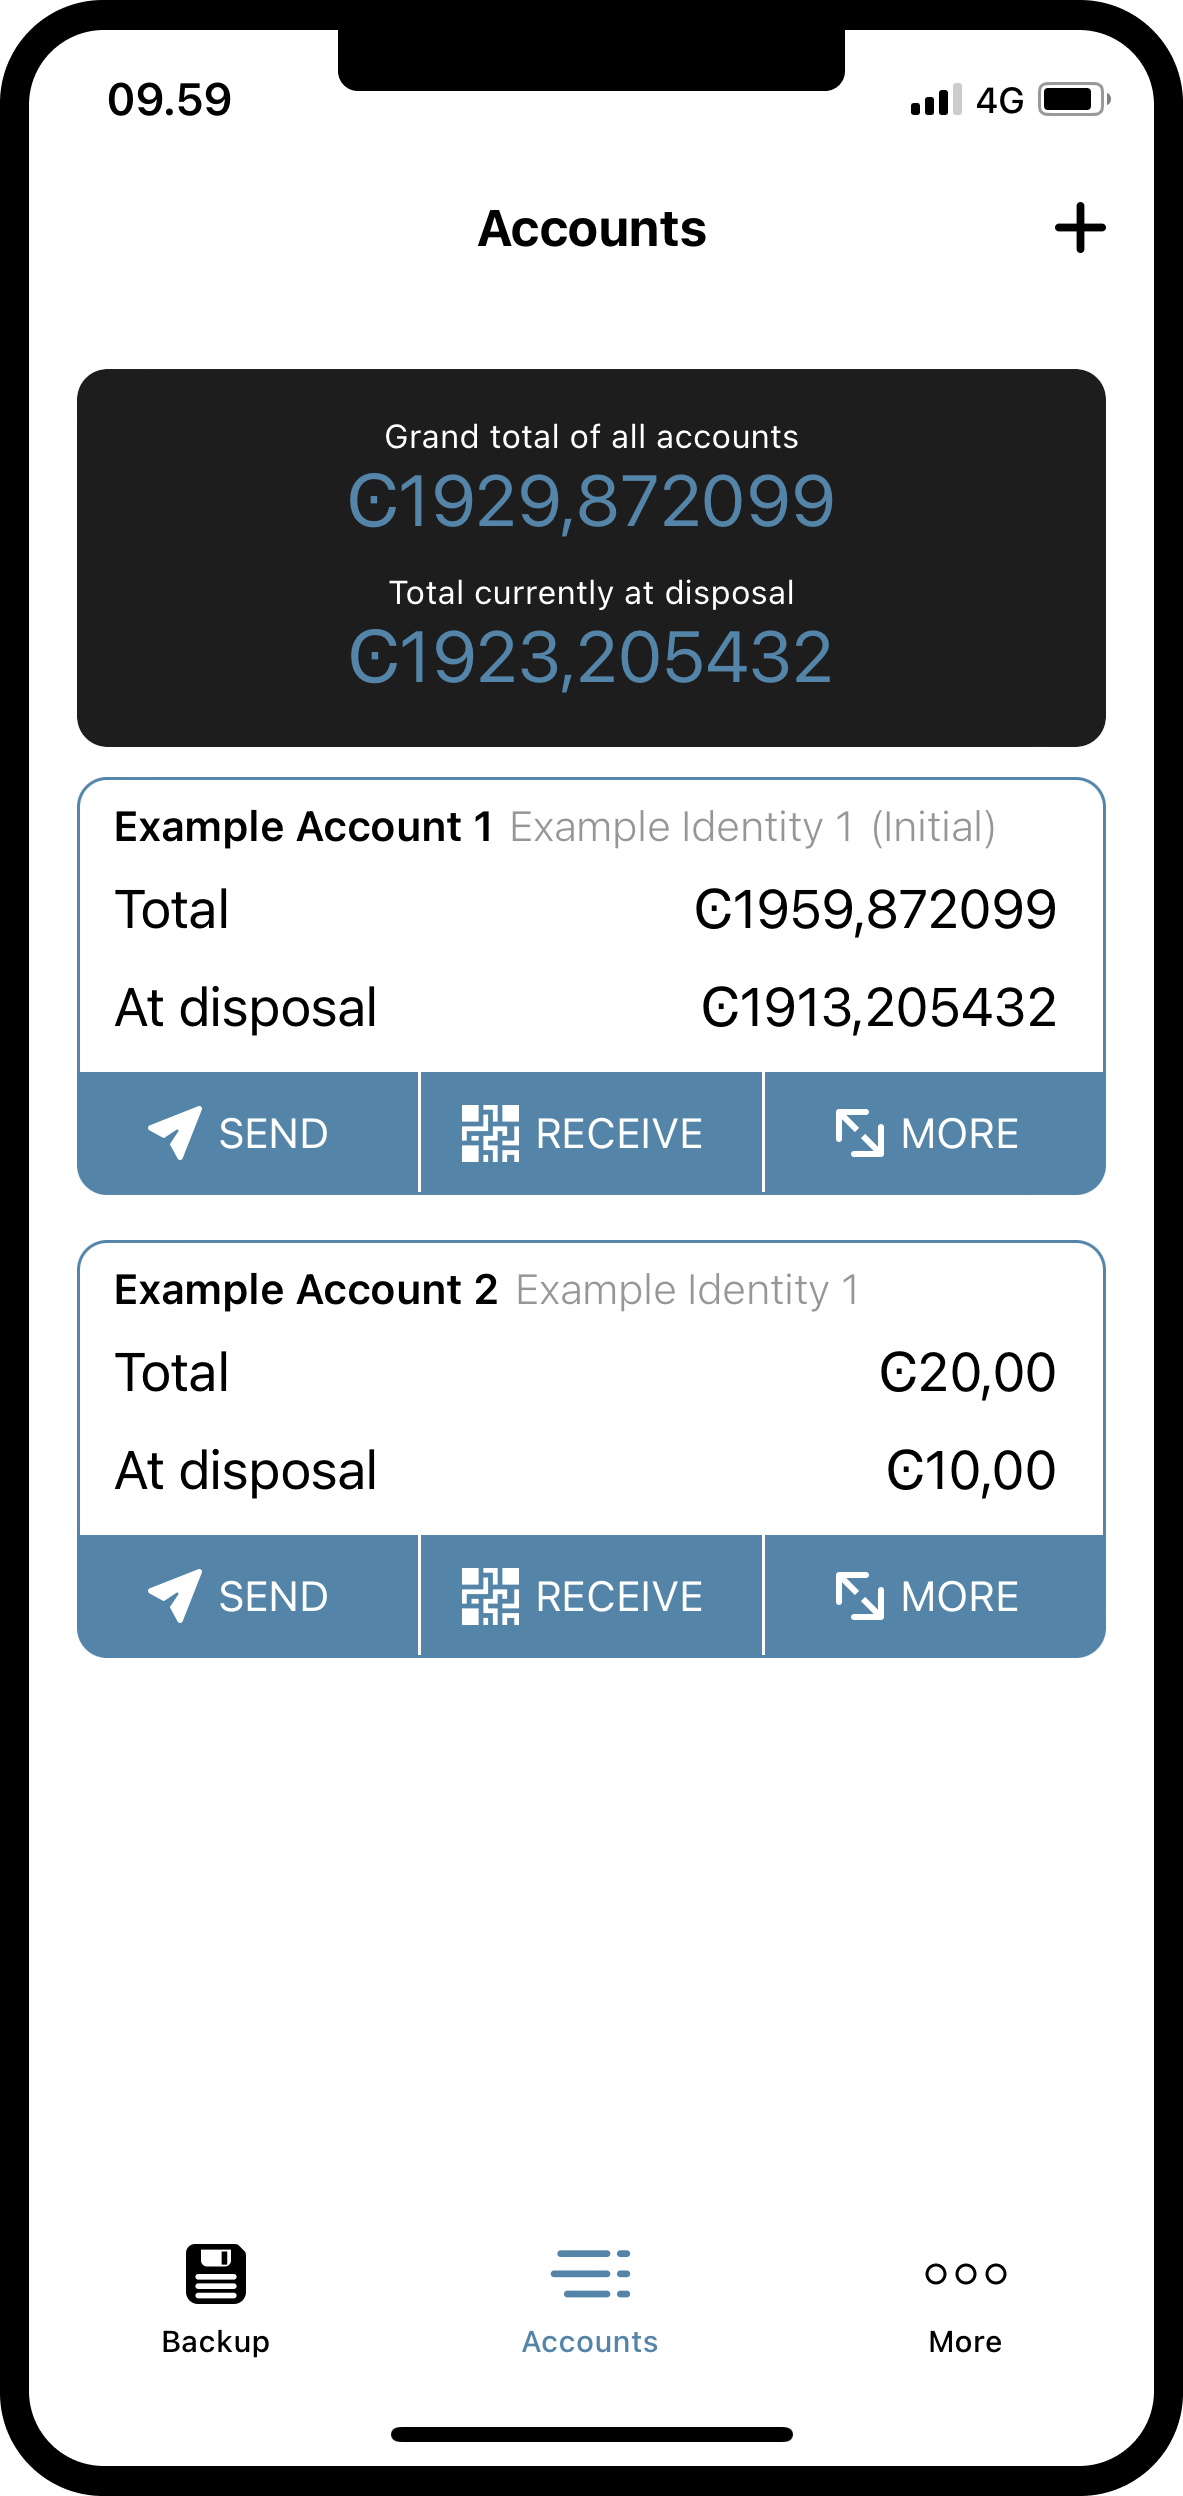 09.59 4G
Accounts
Grand total of all accounts
Ͼ1929,872099
Total currently at disposal
Ͼ1923,205432
Example Account 1 Example Identity 1 (Initial)
Total Ͼ1959,872099
At disposal Ͼ1913,205432
SEND RECEIVE MORE
Example Account 2 Example Identity 1
Total Ͼ20,00
At disposal Ͼ10,00
SEND RECEIVE MORE
Backup Accounts More